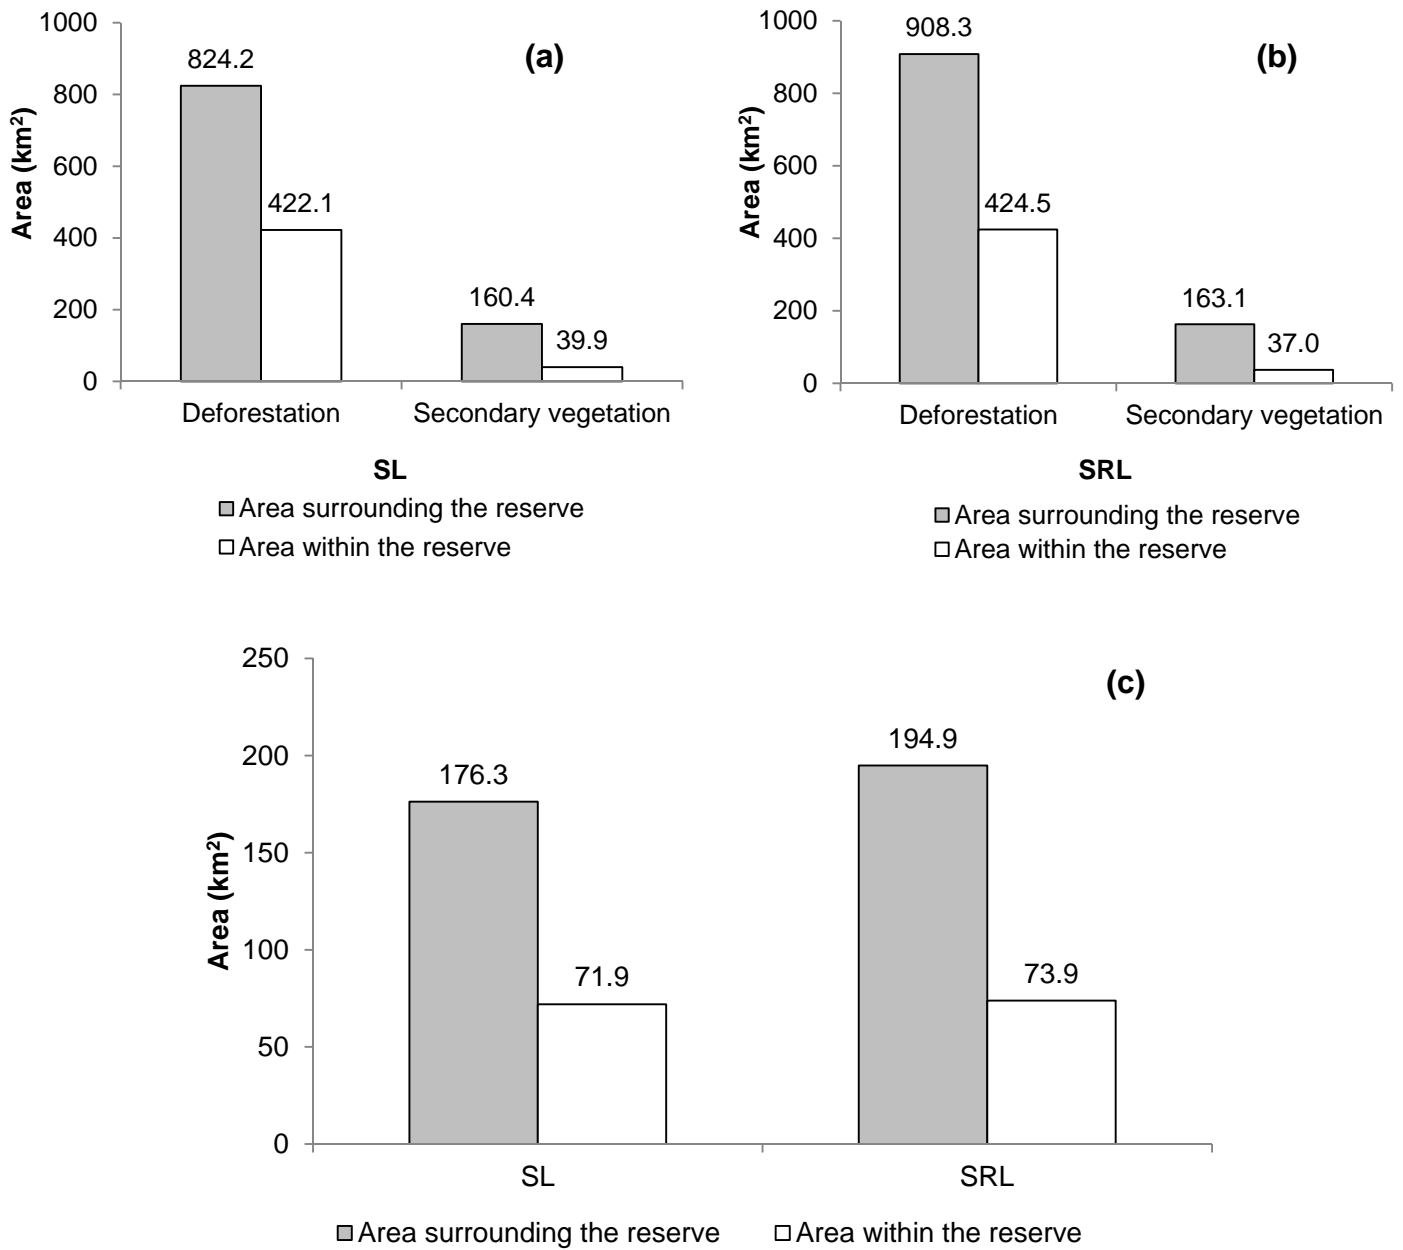 (a)
Area (km²)
1000
800
600
400
200
0
824.2
422.1
160.4
39.9
Deforestation
Secondary vegetation
SL
Area surrounding the reserve
Area within the reserve
(b)
Area (km²)
1000
800
600
400
200
0
908.3
424.5
163.1
37.0
Deforestation
Secondary vegetation
SRL
Area surrounding the reserve
Area within the reserve
(c)
Area (km²)
250
200
150
100
50
0
176.3
71.9
194.9
73.9
SL
SRL
Area surrounding the reserve
Area within the reserve